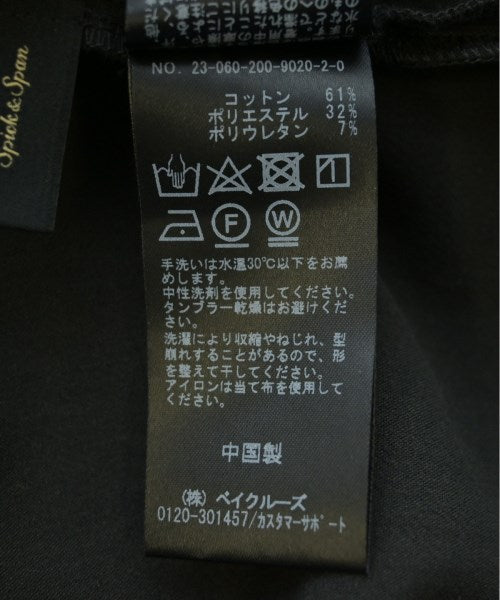 Spick & Span
NO. 23-060-200-9020-2-0
コットン 61%
ポリエステル 32%
ポリウレタン 7%
F W
手洗いは水温30℃以下をお薦
めします。
中性洗剤を使用してください。
タンブラー乾燥はお避けくださ
い。
洗濯により収縮やねじれ、型
崩れすることがあるので、形
を整えて干してください。
アイロンは当て布を使用して
ください。
中国製
(株) ベイクルーズ
0120-301457/カスタマーサポート